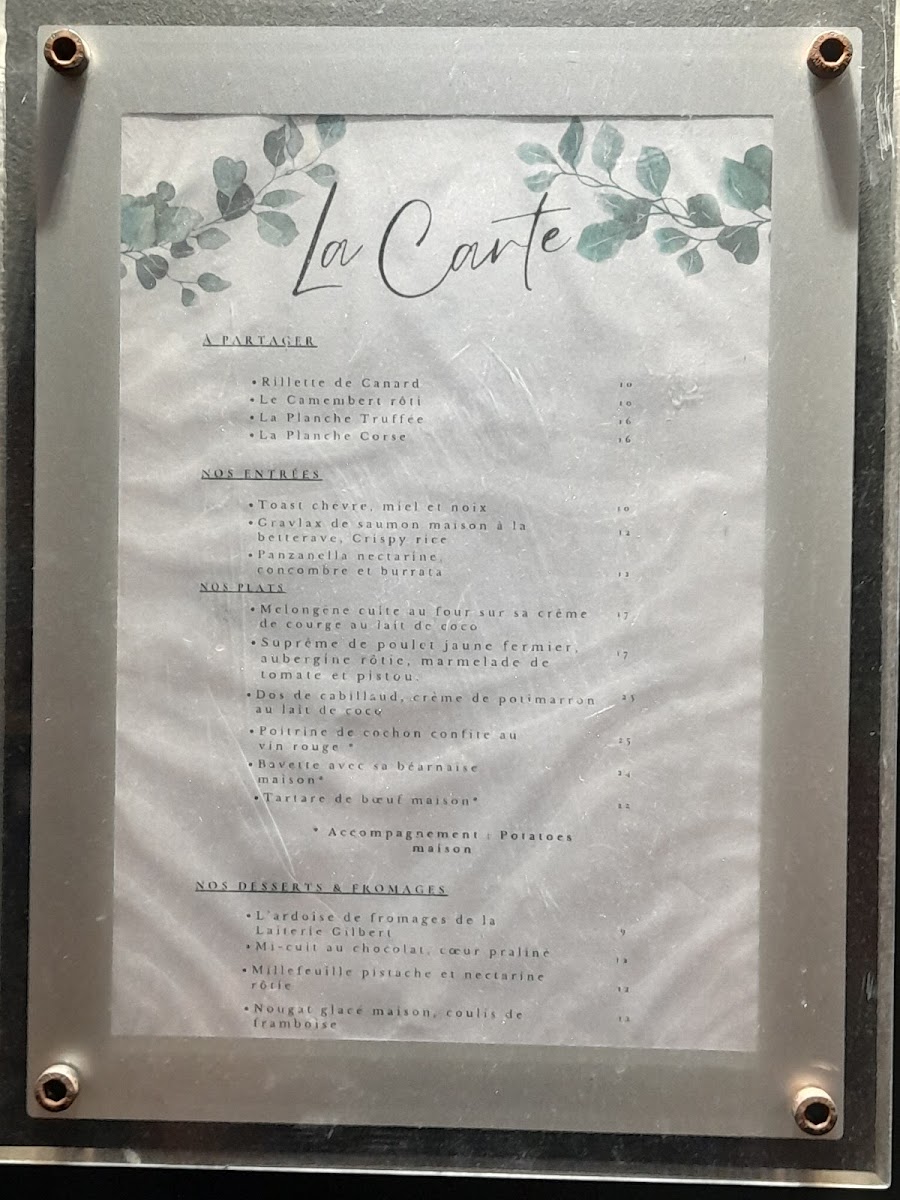 La Carte
À PARTAGER
•Rillette de Canard 10
•Le Camembert rôti 10
•La Planche Truffée 16
•La Planche Corse 16
NOS ENTRÉES
•Toast chèvre, miel et noix 10
•Gravlax de saumon maison à la
betterave, Crispy rice 12
•Panzanella nectarine,
concombre et burrata
NOS PLATS
•Melongène cuite au four sur sa crème 17
de courge au lait de coco
•Suprême de poulet jaune fermier,
aubergine rôtie, marmelade de 17
tomate et pistou.
•Dos de cabillaud, crème de potimarron 25
au lait de coco
•Poitrine de cochon confite au
vin rouge * 25
•Bavette avec sa béarnaise
maison* 24
•Tartare de bœuf maison* 22
* Accompagnement : Potatoes
maison
NOS DESSERTS & FROMAGES
•L'ardoise de fromages de la
Laiterie Gilbert 9
•Mi-cuit au chocolat, cœur praliné 12
•Millefeuille pistache et nectarine
rôtie 12
•Nougat glacé maison, coulis de
framboise 12